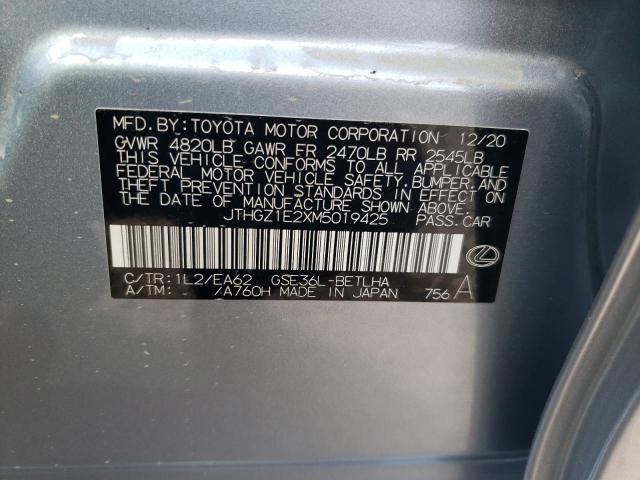 MFD.BY:TOYOTA MOTOR CORPORATION 12/20
GVWR 4820LB GAWR FR 2470LB RR 2545LB
THIS VEHICLE CONFORMS TO ALL APPLICABLE
FEDERAL MOTOR VEHICLE SAFETY,BUMPER,AND
THEFT PREVENTION STANDARDS IN EFFECT ON
THE DATE OF MANUFACTURE SHOWN ABOVE.
JTHGZ1E2XM5019425 PASS.CAR
C/TR:1L2/EA62 GSE36L-BETLHA
A/TM: /A760H MADE IN JAPAN 756 A